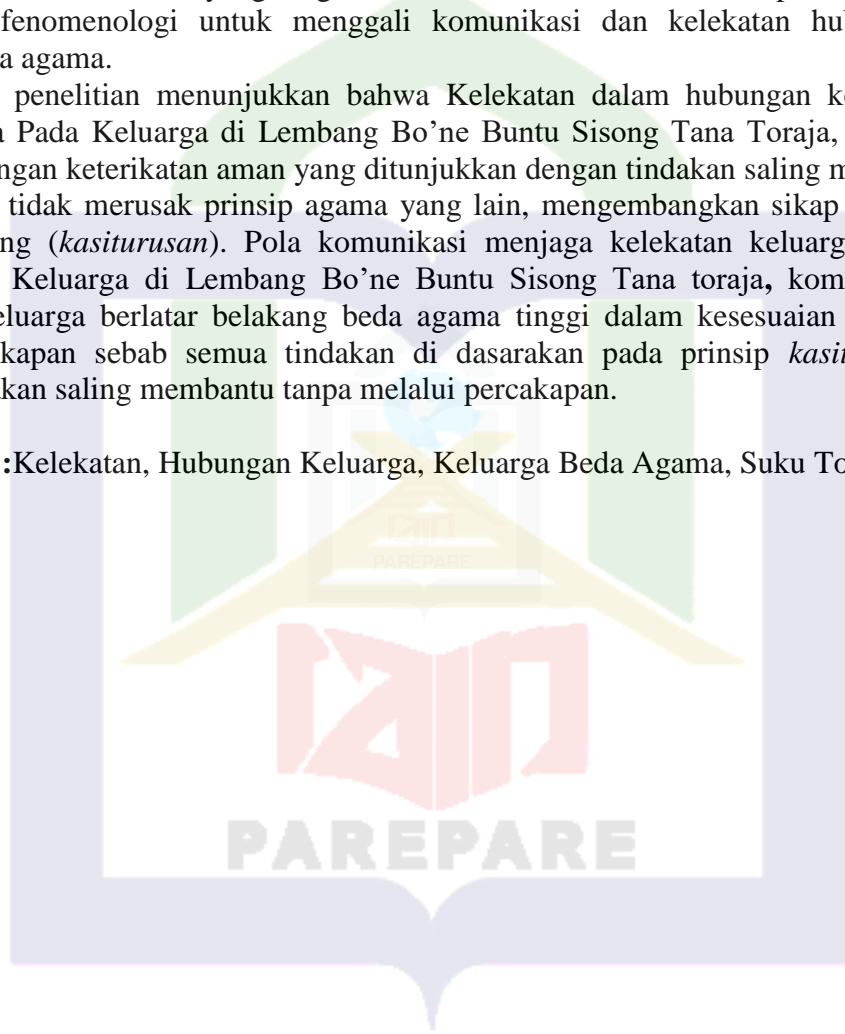 fenomenologi untuk menggali komunikasi dan kelekatan hu
a agama.
penelitian menunjukkan bahwa Kelekatan dalam hubungan k
a Pada Keluarga di Lembang Bo’ne Buntu Sisong Tana Toraja,
ngan keterikatan aman yang ditunjukkan dengan tindakan saling m
tidak merusak prinsip agama yang lain, mengembangkan sikap
ng (kasiturusan). Pola komunikasi menjaga kelekatan keluarg
Keluarga di Lembang Bo’ne Buntu Sisong Tana toraja, kom
eluarga berlatar belakang beda agama tinggi dalam kesesuaian
kapan sebab semua tindakan di dasarakan pada prinsip kasit
akan saling membantu tanpa melalui percakapan.
:Kelekatan, Hubungan Keluarga, Keluarga Beda Agama, Suku To
PAREPARE
PAREPARE